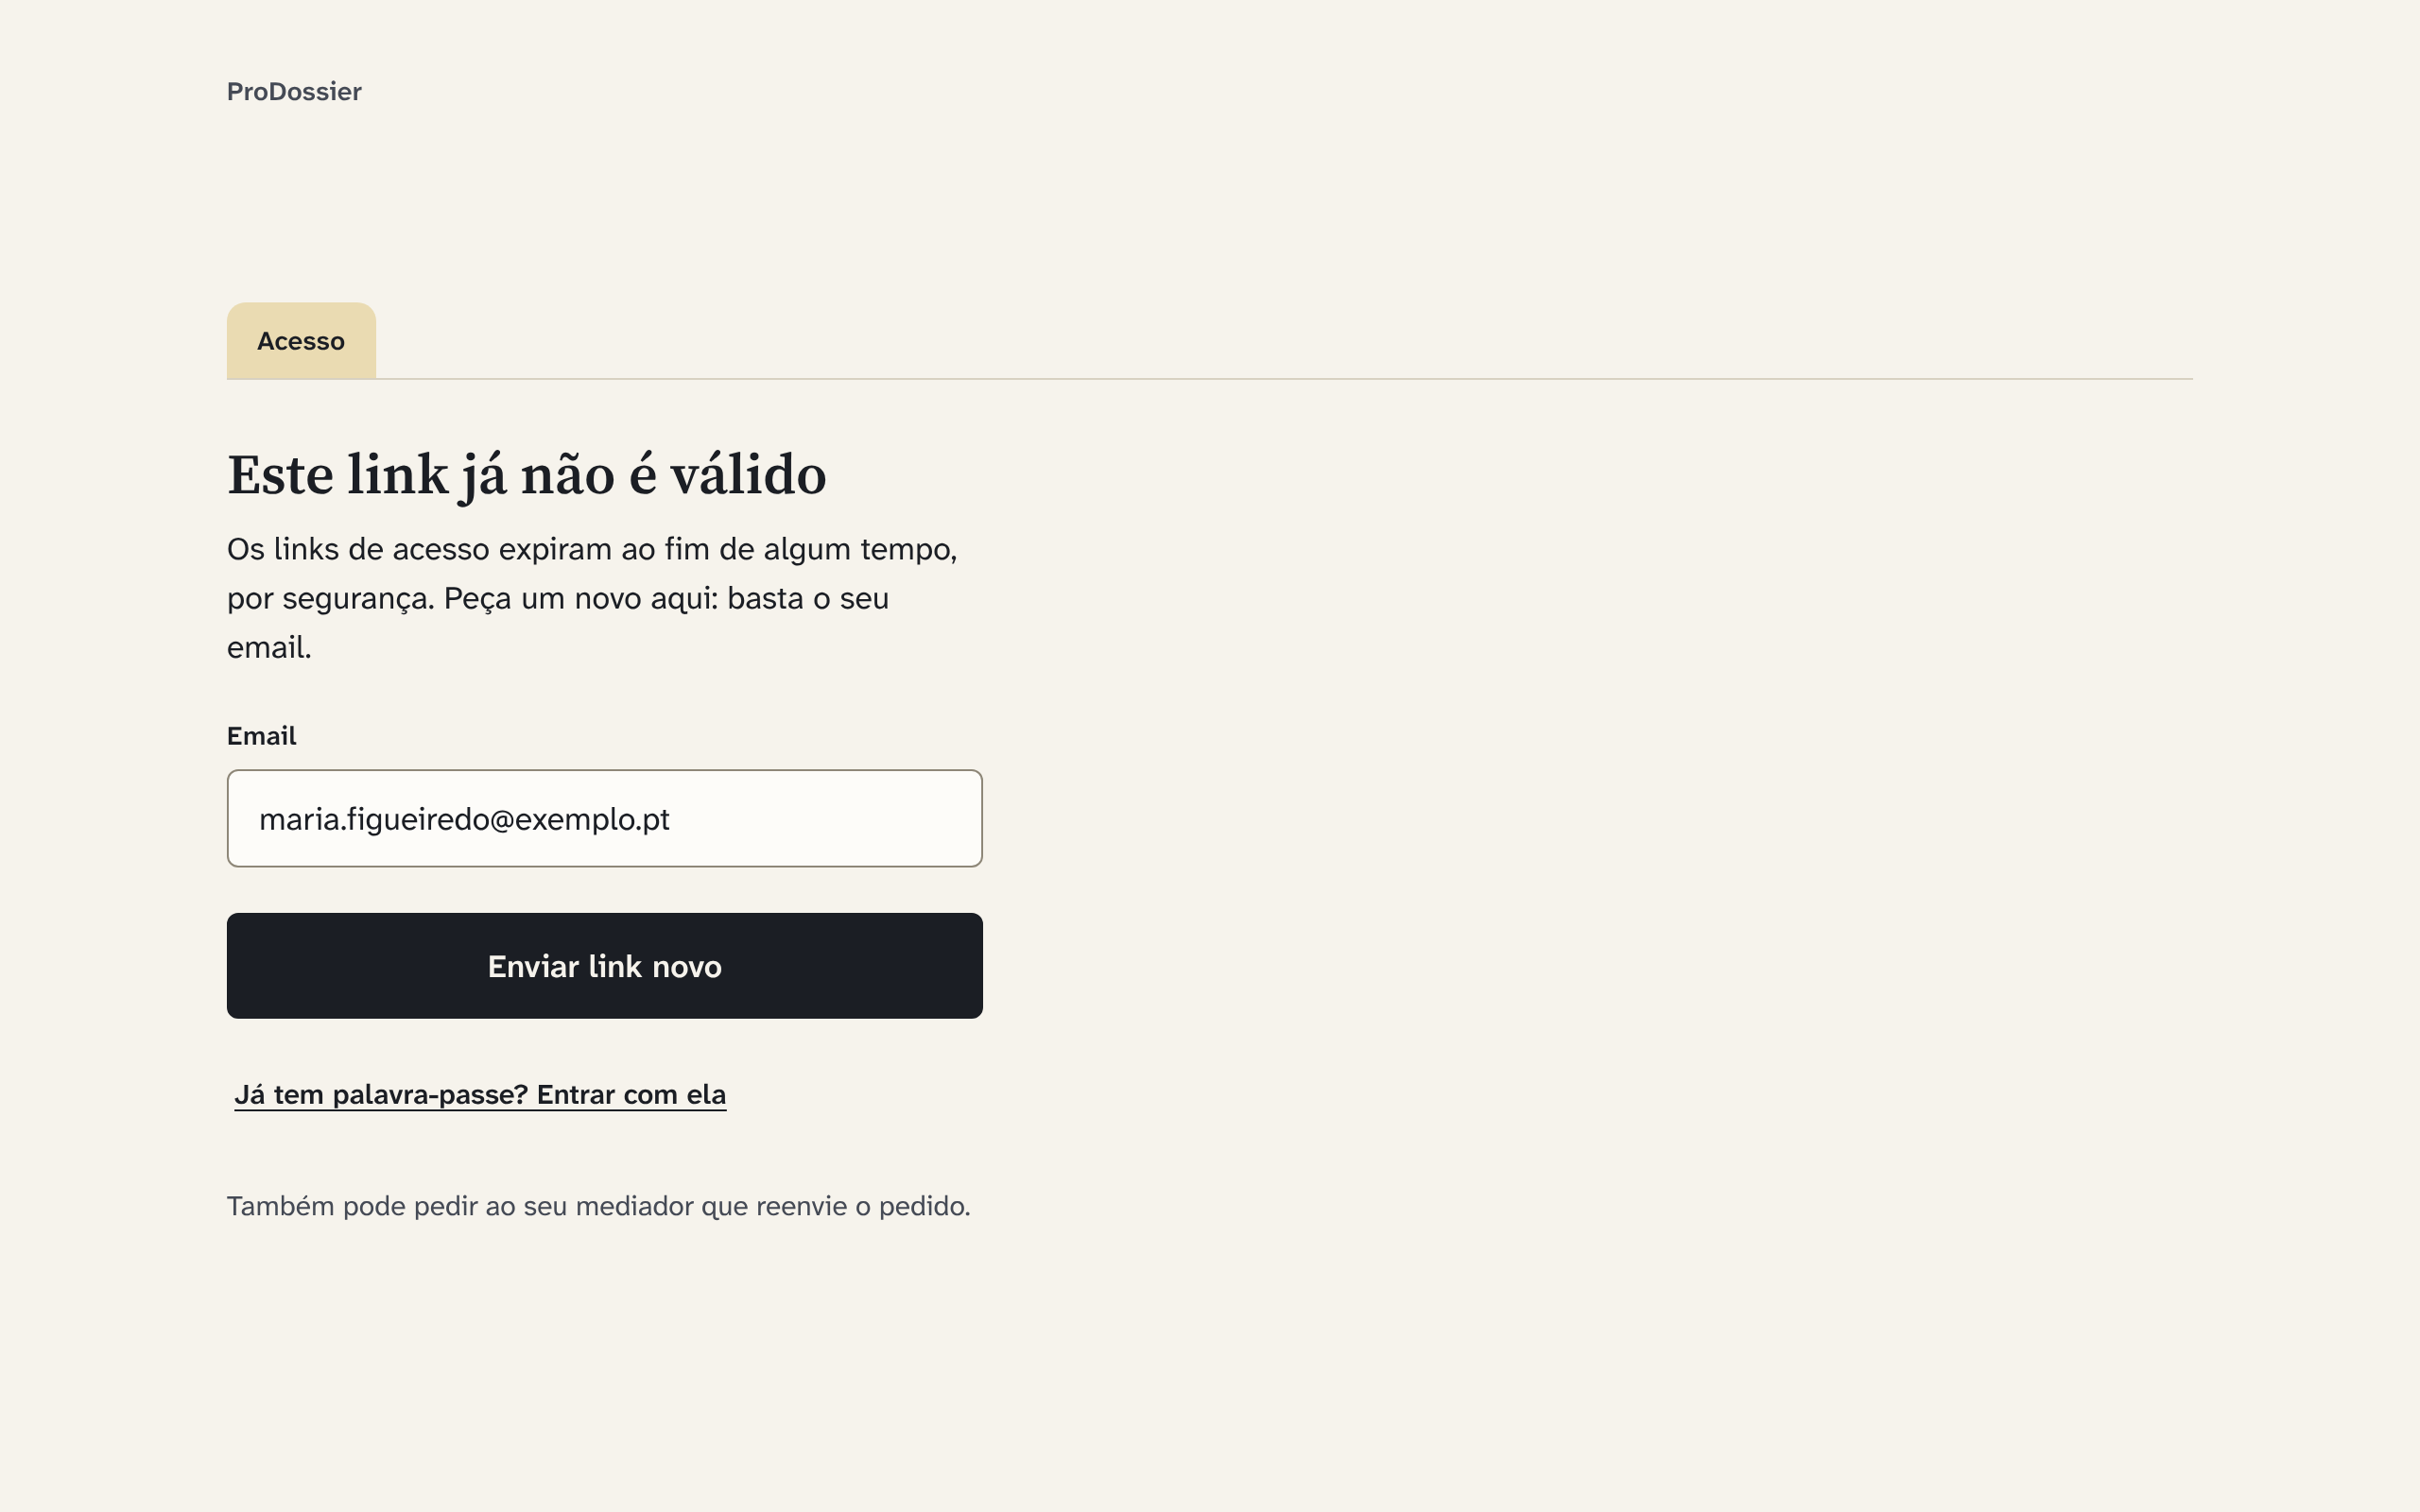 ProDossier
Acesso
Este link já não é válido
Os links de acesso expiram ao fim de algum tempo,
por segurança. Peça um novo aqui: basta o seu
email.
Email
maria.figueiredo@exemplo.pt
Enviar link novo
Já tem palavra-passe? Entrar com ela
Também pode pedir ao seu mediador que reenvie o pedido.